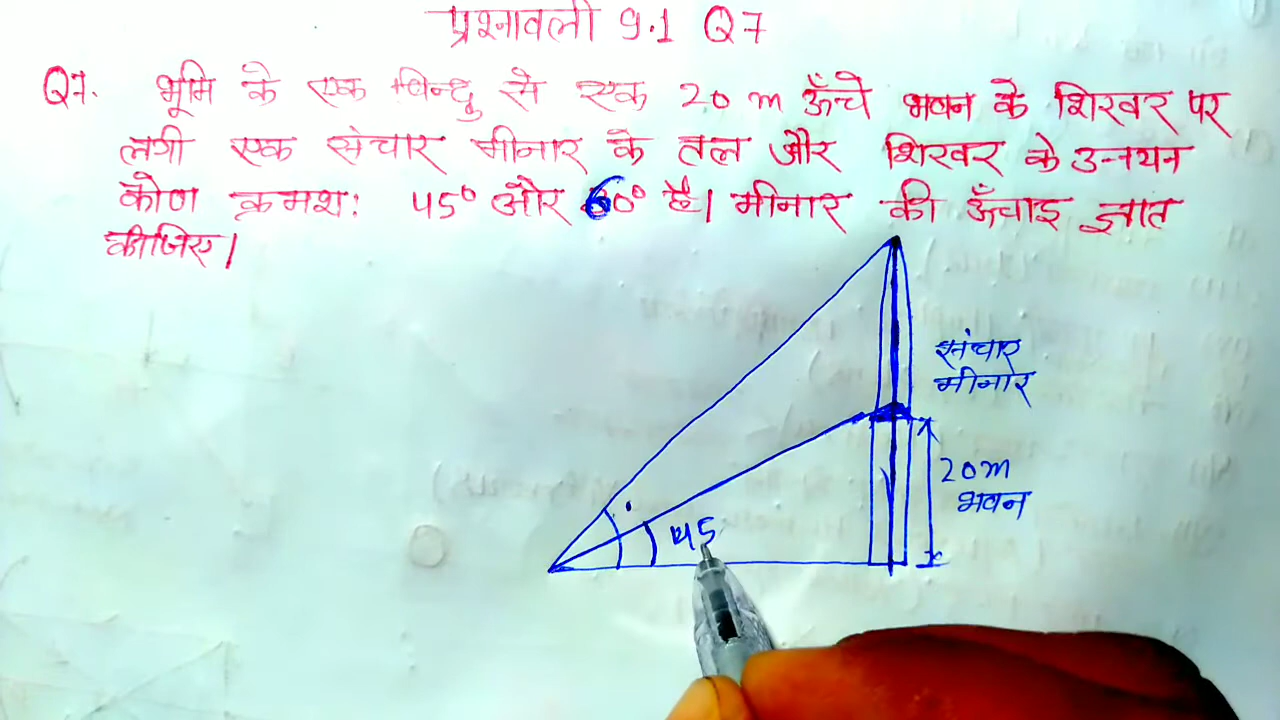 प्रश्नावली 9.1 Q7
Q7. भूमि के एक बिन्दु से एक 20 m ऊँचे भवन के शिखर पर
लगी एक संचार मीनार के तल और शिखर के उन्नयन
कोण क्रमश: 45° और 60° है। मीनार की ऊँचाइ ज्ञात
कीजिए।
संचार
मीनार
20m
भवन
45